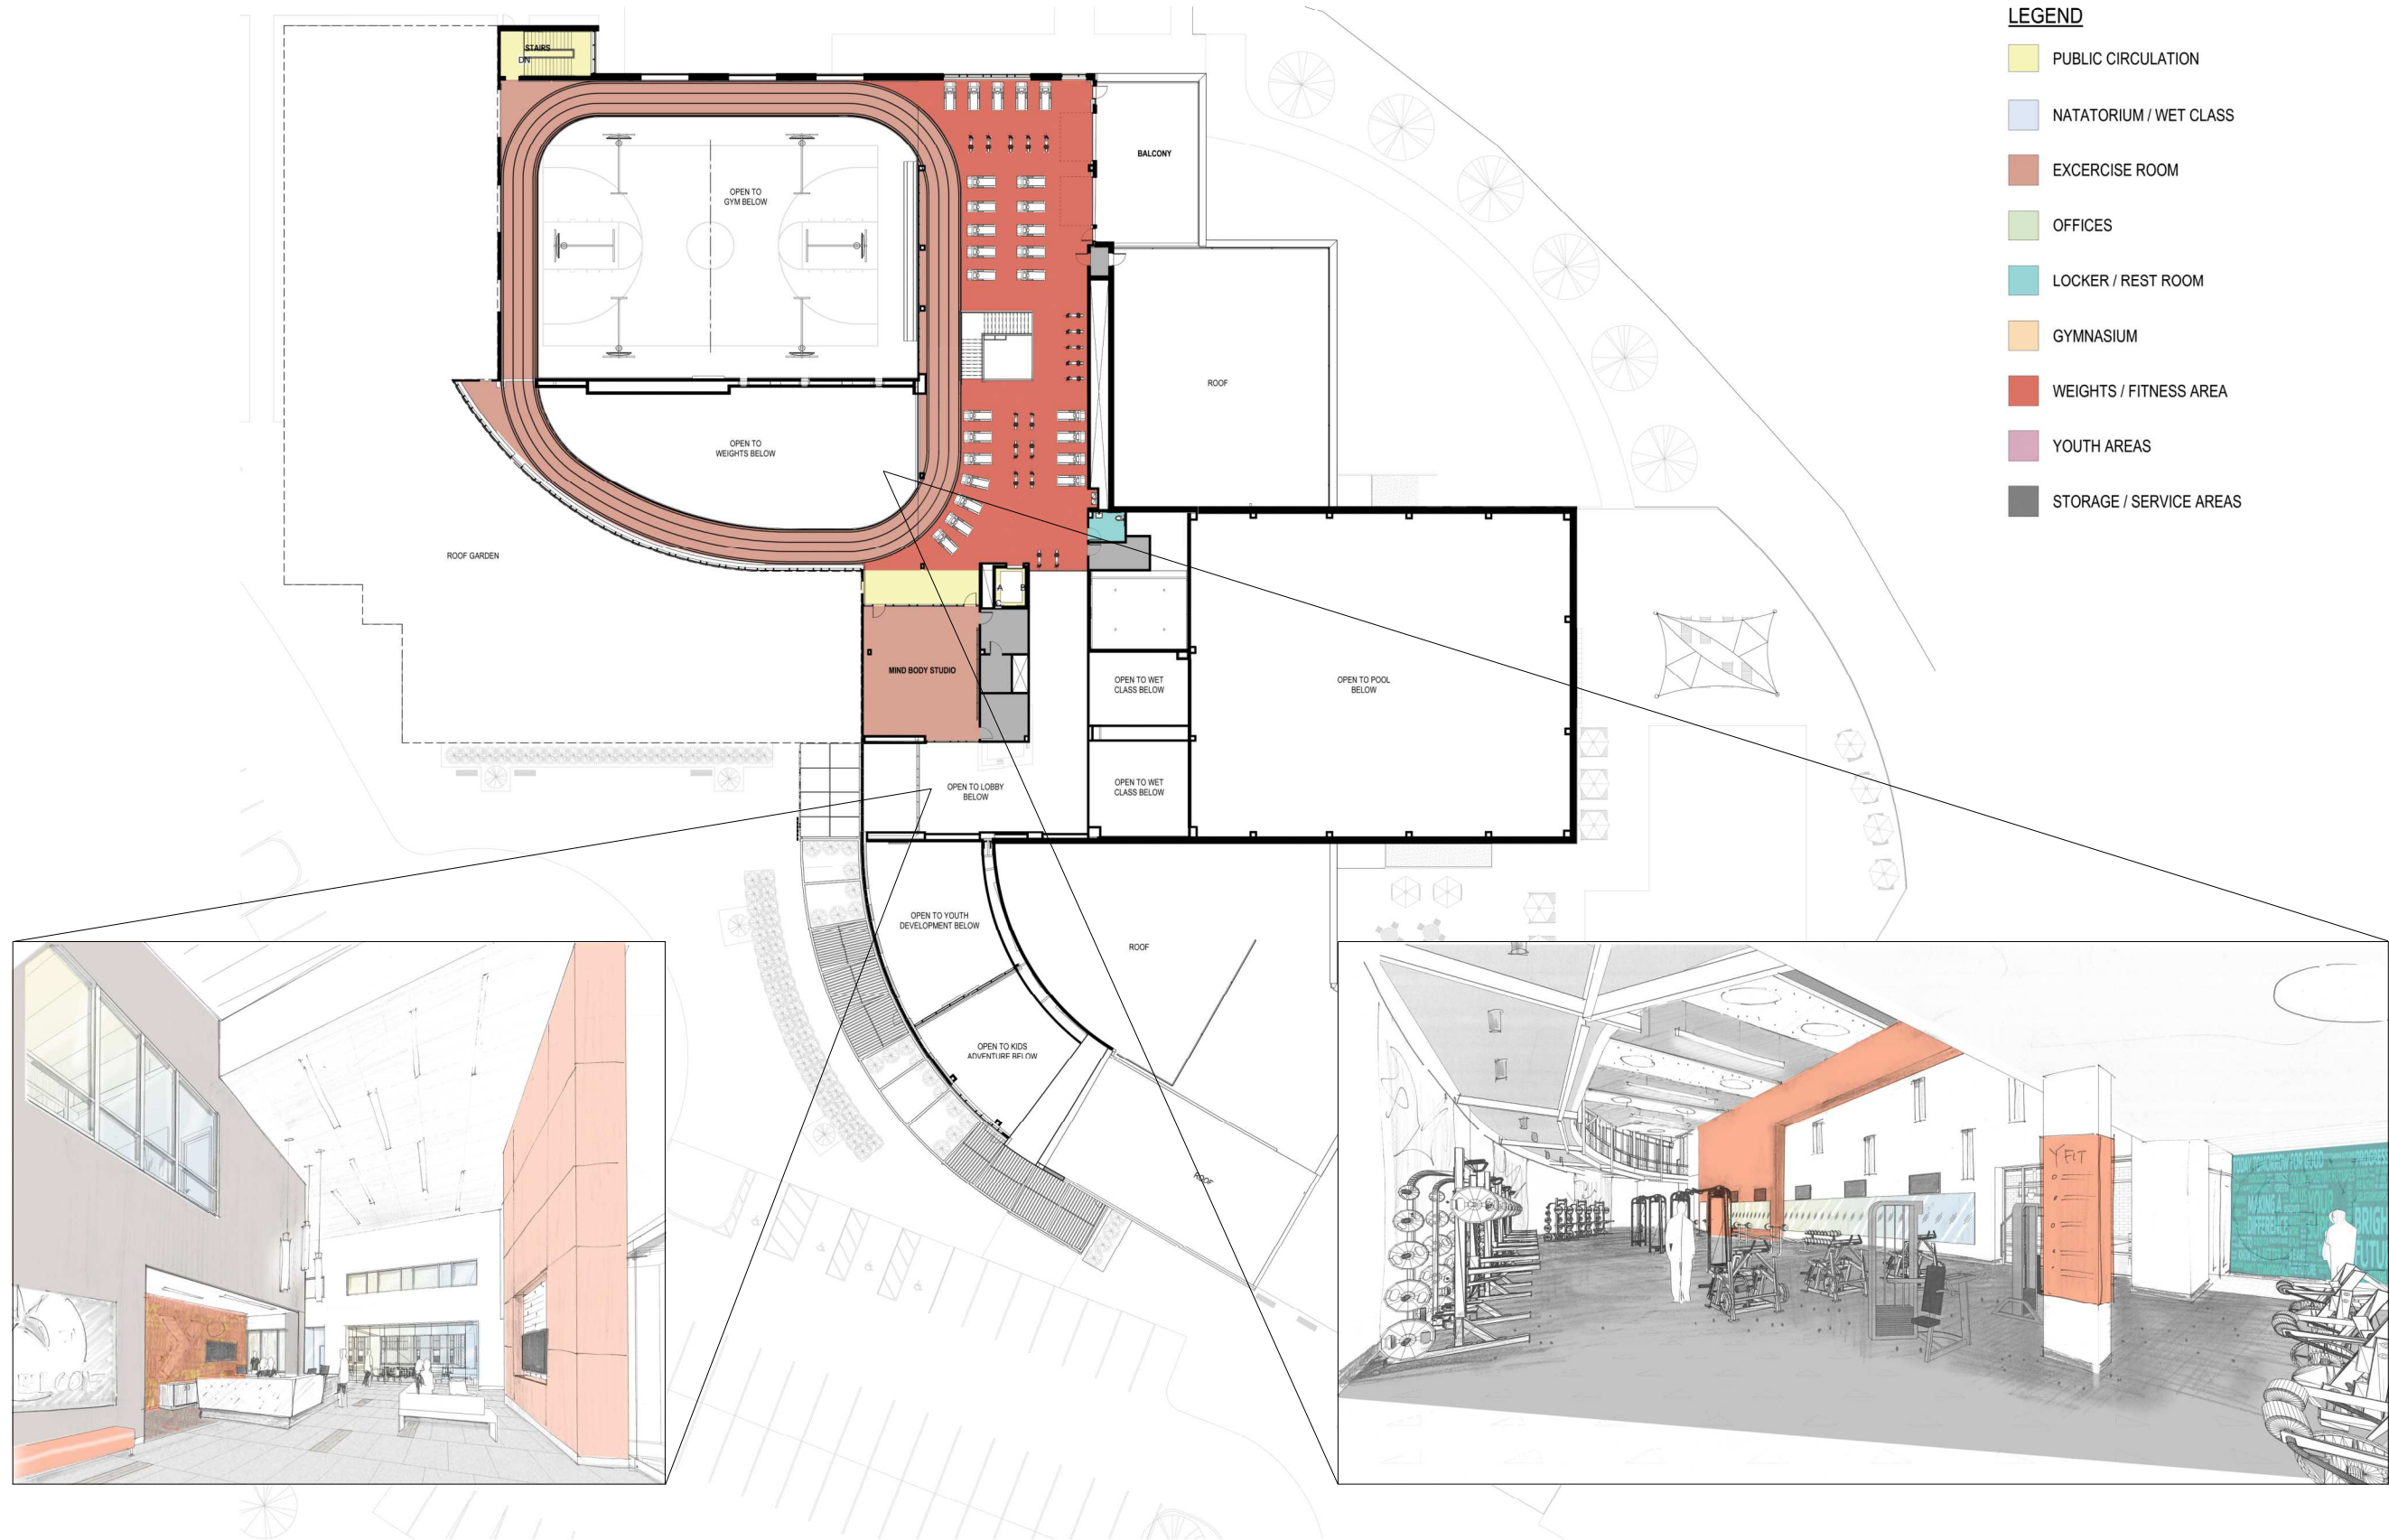 LEGEND
PUBLIC CIRCULATION
NATATORIUM / WET CLASS
EXCERCISE ROOM
OFFICES
LOCKER / REST ROOM
GYMNASIUM
WEIGHTS / FITNESS AREA
YOUTH AREAS
STORAGE / SERVICE AREAS
STAIRS
DN
BALCONY
OPEN TO
GYM BELOW
ROOF
OPEN TO
WEIGHTS BELOW
ROOF GARDEN
A B
MIND BODY STUDIO
OPEN TO WET
CLASS BELOW
OPEN TO POOL
BELOW
OPEN TO LOBBY
BELOW
OPEN TO WET
CLASS BELOW
OPEN TO YOUTH
DEVELOPMENT BELOW
ROOF
OPEN TO KIDS
ADVENTURE BELOW
ROOF
Y FIT
MAKE A
DIFFERENCE